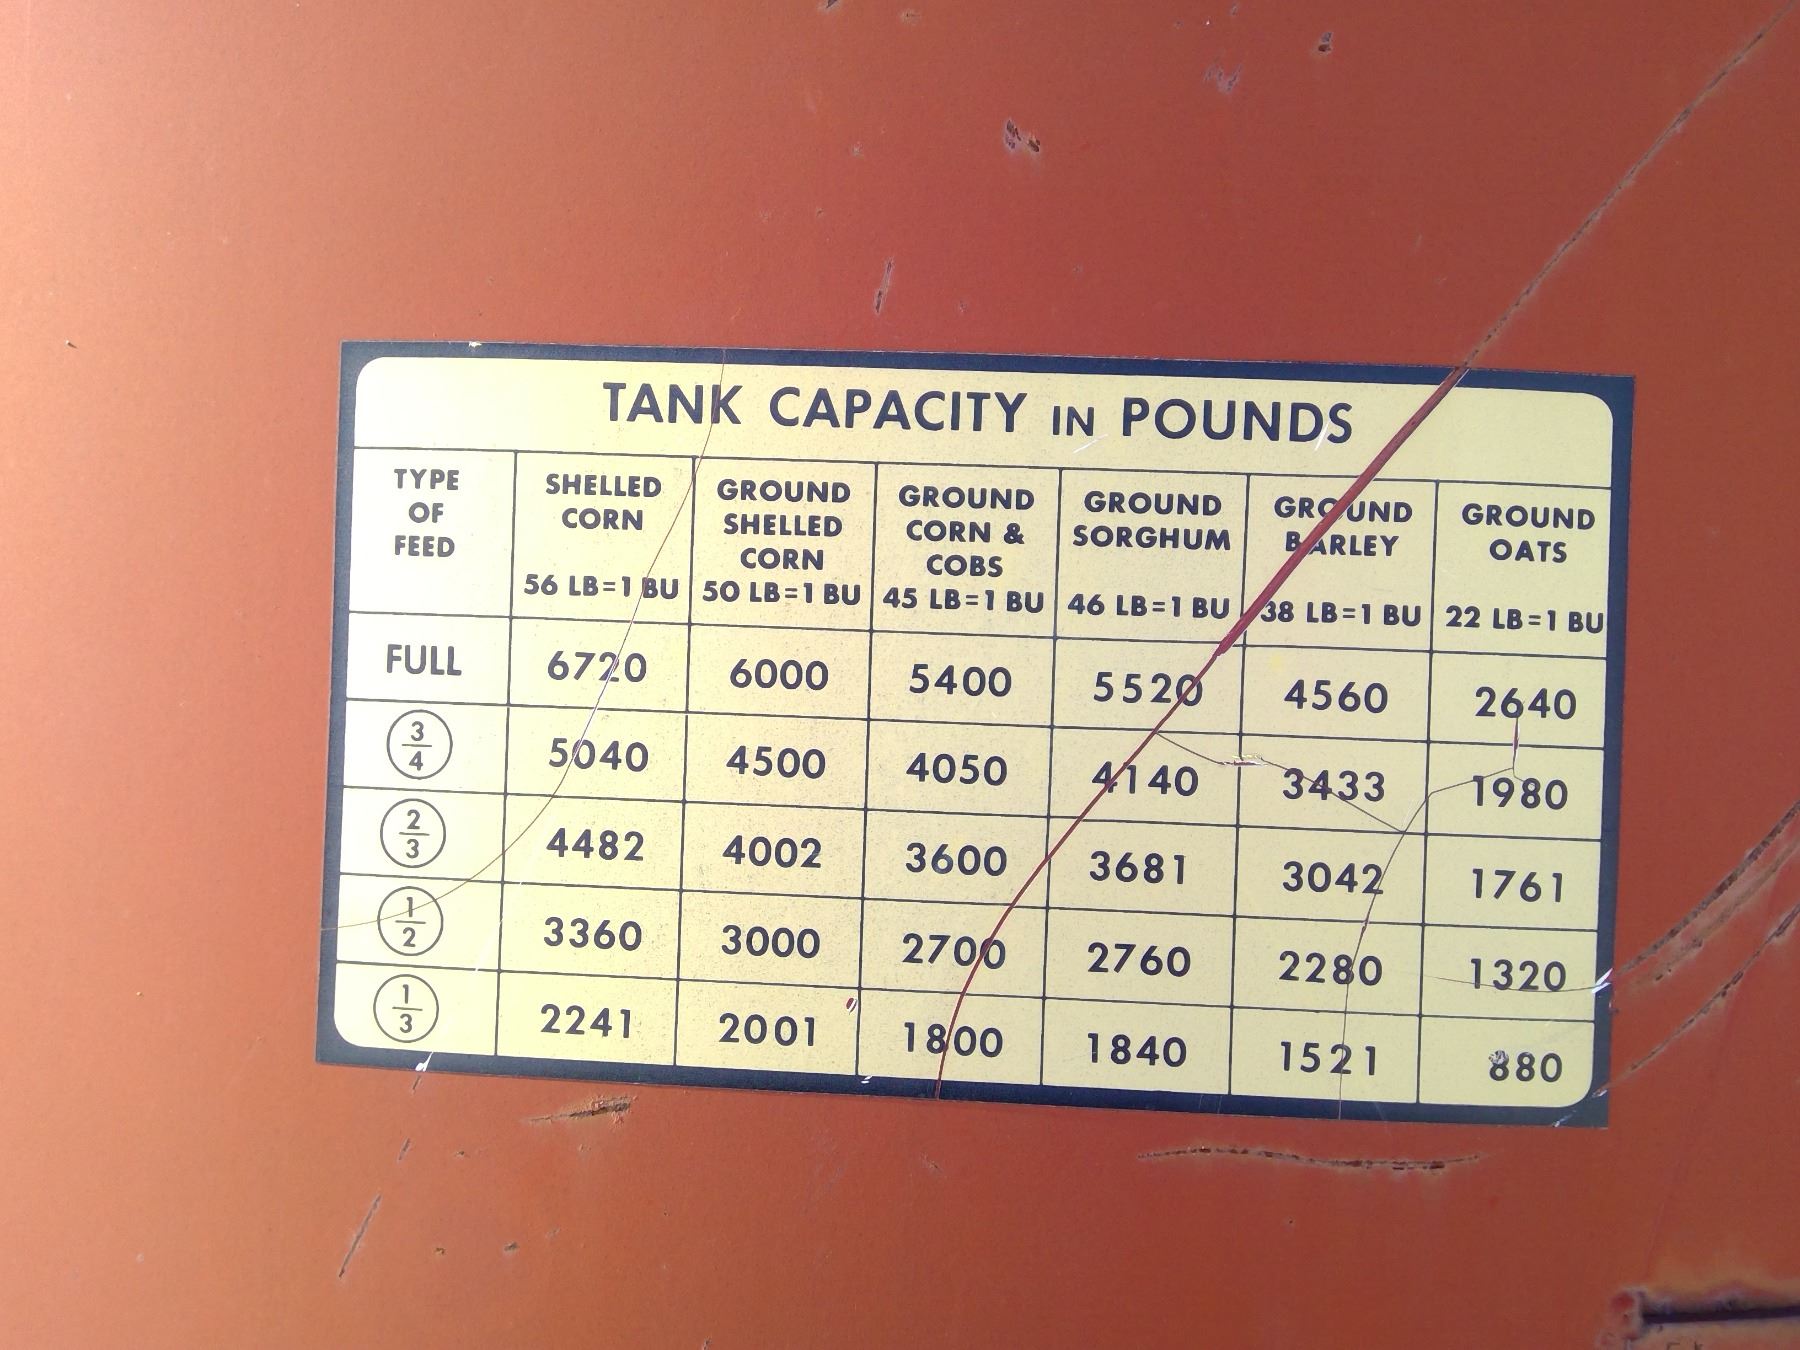 TANK CAPACITY IN POUNDS
TYPE OF FEED SHELLED CORN 56 LB=1 BU GROUND SHELLED CORN 50 LB=1 BU GROUND CORN & COBS 45 LB=1 BU GROUND SORGHUM 46 LB=1 BU GROUND BARLEY 38 LB=1 BU GROUND OATS 22 LB=1 BU
FULL 6720 6000 5400 5520 4560 2640
3/4 5040 4500 4050 4140 3433 1980
2/3 4482 4002 3600 3681 3042 1761
1/2 3360 3000 2700 2760 2280 1320
1/3 2241 2001 1800 1840 1521 880